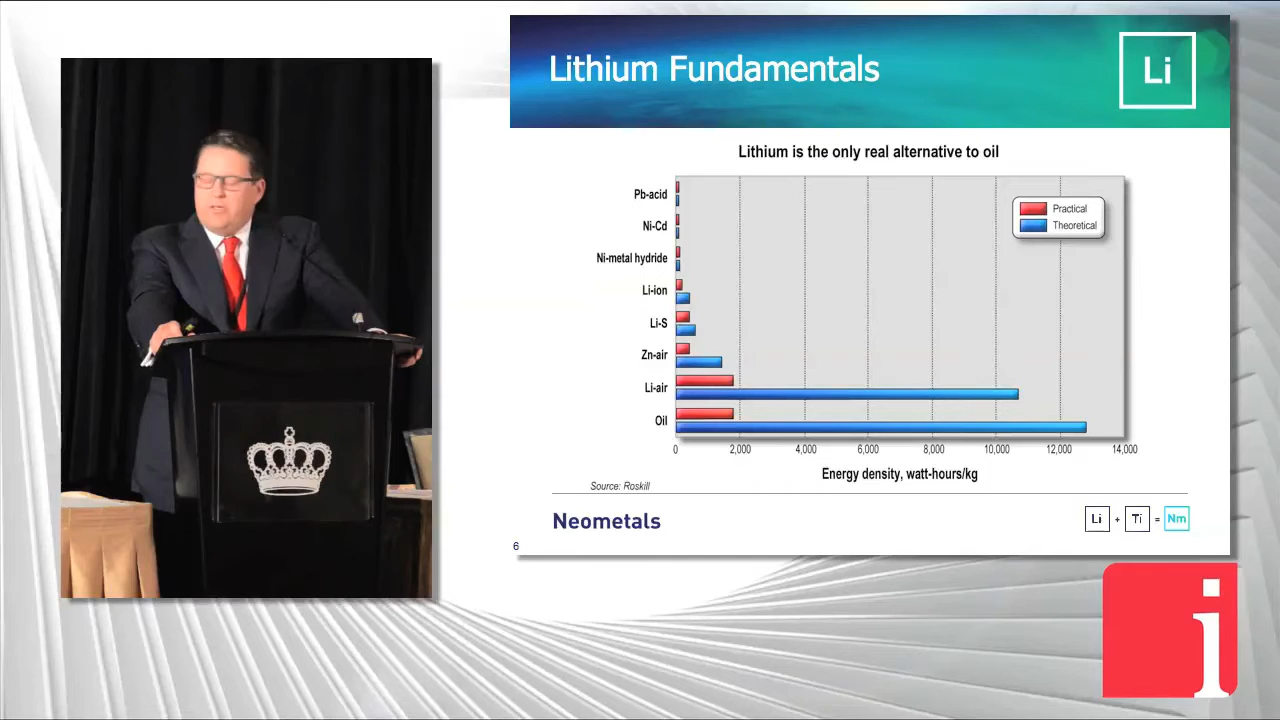 Lithium Fundamentals
Li
Lithium is the only real alternative to oil
Pb-acid
Ni-Cd
Ni-metal hydride
Li-ion
Li-S
Zn-air
Li-air
Oil
Practical
Theoretical
0 2,000 4,000 6,000 8,000 10,000 12,000 14,000
Energy density, watt-hours/kg
Source: Roskill
Neometals
Li + Ti = Nm
6
i